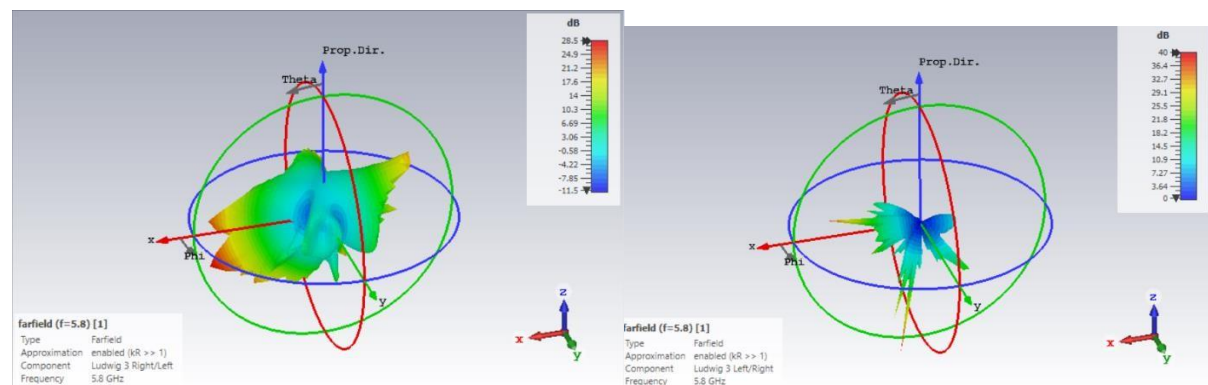 dB
28.5
24.9
21.2
17.6
14
10.3
6.69
3.06
-0.58
-4.22
-7.85
-11.5
Prop.Dir.
Theta
x
Phi
y
z
x
y
farfield (f=5.8) [1]
Type Farfield
Approximation enabled (kR >> 1)
Component Ludwig 3 Right/Left
Frequency 5.8 GHz
dB
40
36.4
32.7
29.1
25.5
21.8
18.2
14.5
10.9
7.27
3.64
0
Prop.Dir.
Theta
x
Phi
y
z
x
y
farfield (f=5.8) [1]
Type Farfield
Approximation enabled (kR >> 1)
Component Ludwig 3 Left/Right
Frequency 5.8 GHz